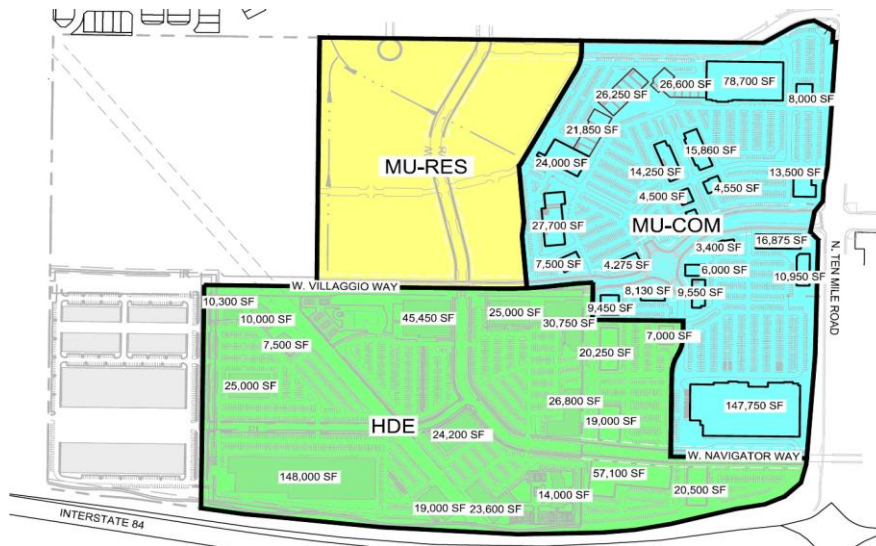 78,700 SF
26,600 SF
26,250 SF
8,000 SF
21,850 SF
15,860 SF
24,000 SF
MU-RES
14,250 SF
13,500 SF
4,550 SF
4,500 SF
27,700 SF
MU-COM
16,875 SF
3,400 SF
7,500 SF
4.275 SF
6,000 SF
10,950 SF
N. TEN MILE ROAD
W. VILLAGGIO WAY
8,130 SF
9,550 SF
10,300 SF
9,450 SF
10,000 SF
45,450 SF
25,000 SF
30,750 SF
7,000 SF
7,500 SF
20,250 SF
25,000 SF
26,800 SF
147,750 SF
19,000 SF
HDE
24,200 SF
W. NAVIGATOR WAY
148,000 SF
57,100 SF
20,500 SF
14,000 SF
19,000 SF
23,600 SF
INTERSTATE 84